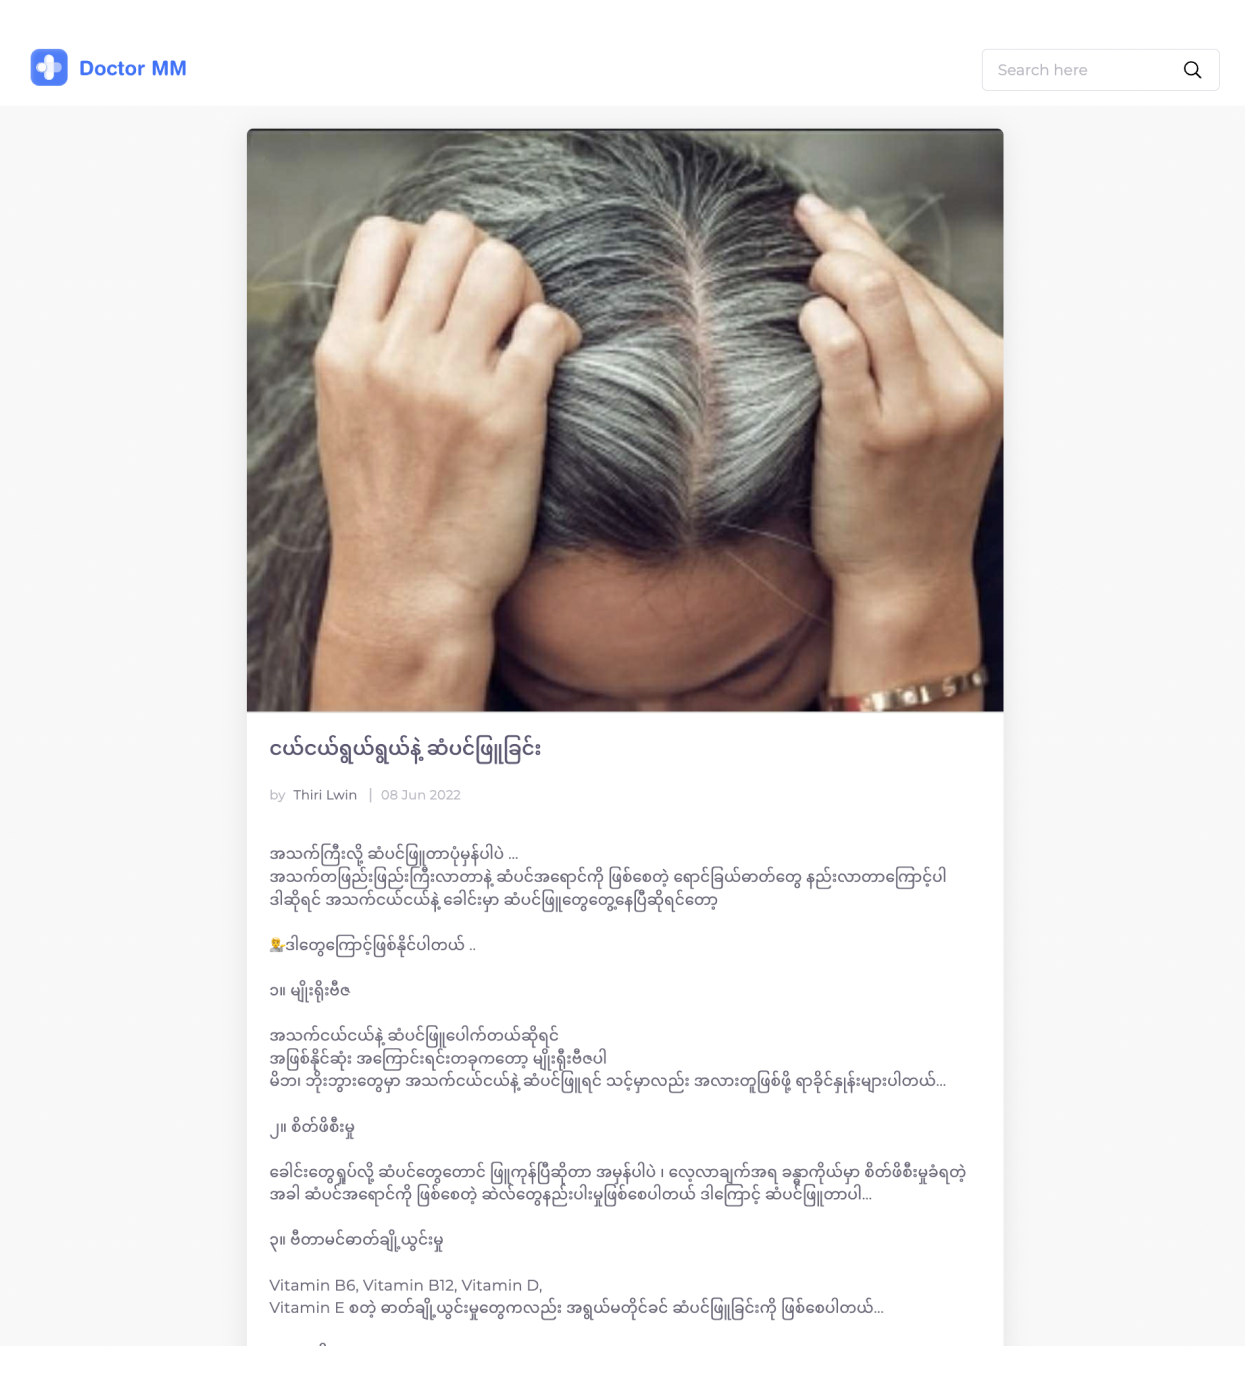 Doctor MM
Search here
ငယ်ငယ်ရွယ်ရွယ်နဲ့ ဆံပင်ဖြူခြင်း
by Thiri Lwin | 08 Jun 2022
အသက်ကြီးလို့ ဆံပင်ဖြူတာပုံမှန်ပါပဲ ...
အသက်တဖြည်းဖြည်းကြီးလာတာနဲ့ ဆံပင်အရောင်ကို ဖြစ်စေတဲ့ ရောင်ခြယ်ဓာတ်တွေ နည်းလာတာကြောင့်ပါ
ဒါဆိုရင် အသက်ငယ်ငယ်နဲ့ ခေါင်းမှာ ဆံပင်ဖြူတွေတွေ့နေပြီဆိုရင်တော့
👨‍⚕️ဒါတွေကြောင့်ဖြစ်နိုင်ပါတယ် ..
၁။ မျိုးရိုးဗီဇ
အသက်ငယ်ငယ်နဲ့ ဆံပင်ဖြူပေါက်တယ်ဆိုရင်
အဖြစ်နိုင်ဆုံး အကြောင်းရင်းတခုကတော့ မျိုးရိုးဗီဇပါ
မိဘ၊ ဘိုးဘွားတွေမှာ အသက်ငယ်ငယ်နဲ့ ဆံပင်ဖြူရင် သင့်မှာလည်း အလားတူဖြစ်ဖို့ ရာခိုင်နှုန်းများပါတယ်...
၂။ စိတ်ဖိစီးမှု
ခေါင်းတွေရှုပ်လို့ ဆံပင်တွေတောင် ဖြူကုန်ပြီဆိုတာ အမှန်ပါပဲ ၊ လေ့လာချက်အရ ခန္ဓာကိုယ်မှာ စိတ်ဖိစီးမှုခံရတဲ့
အခါ ဆံပင်အရောင်ကို ဖြစ်စေတဲ့ ဆဲလ်တွေနည်းပါးမှုဖြစ်စေပါတယ် ဒါကြောင့် ဆံပင်ဖြူတာပါ...
၃။ ဗီတာမင်ဓာတ်ချို့ယွင်းမှု
Vitamin B6, Vitamin B12, Vitamin D,
Vitamin E စတဲ့ ဓာတ်ချို့ယွင်းမှုတွေကလည်း အရွယ်မတိုင်ခင် ဆံပင်ဖြူခြင်းကို ဖြစ်စေပါတယ်...